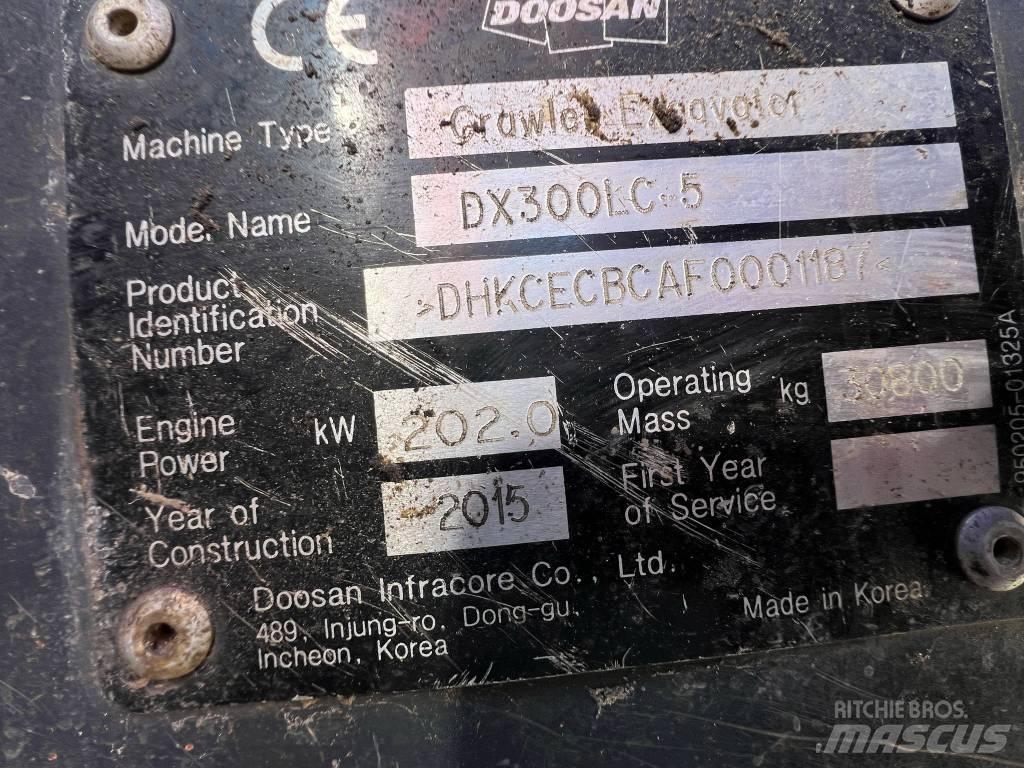 CE
DOOSAN
Machine Type Crawler Excavator
Model Name DX300LC-5
Product
Identification
Number >DHKCECBCAF0001187<
Engine
Power kW 202.0
Operating
Mass kg 30800
Year of
Construction 2015
First Year
of Service
Doosan Infracore Co., Ltd.
489, Injung-ro, Dong-gu,
Incheon, Korea
Made in Korea
950205-01325A
RITCHIE BROS.
MASCUS